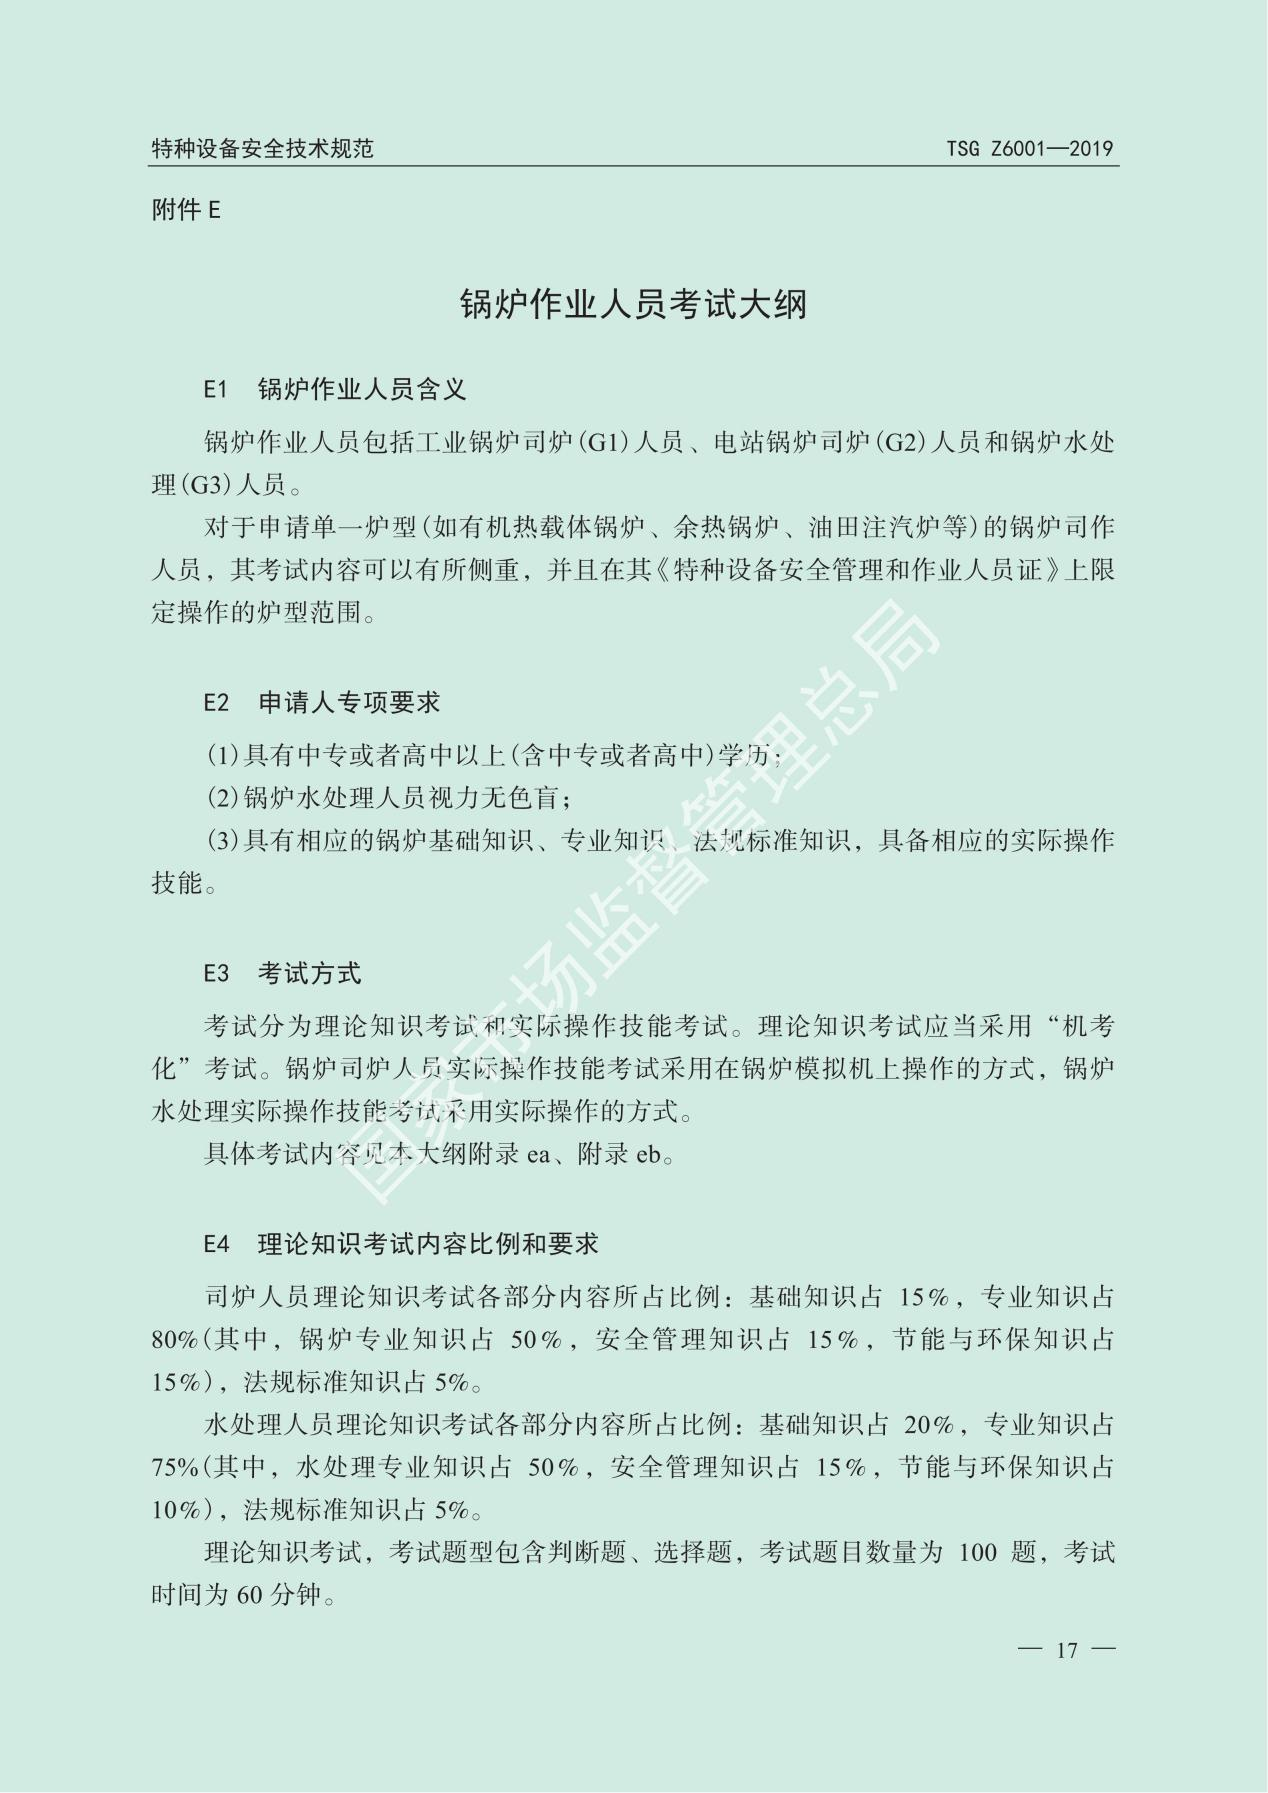 特种设备安全技术规范 TSG Z6001—2019
附件 E
锅炉作业人员考试大纲
E1 锅炉作业人员含义
锅炉作业人员包括工业锅炉司炉(G1)人员、电站锅炉司炉(G2)人员和锅炉水处
理(G3)人员。
对于申请单一炉型(如有机热载体锅炉、余热锅炉、油田注汽炉等)的锅炉司作
人员，其考试内容可以有所侧重，并且在其《特种设备安全管理和作业人员证》上限
定操作的炉型范围。
E2 申请人专项要求
(1)具有中专或者高中以上(含中专或者高中)学历；
(2)锅炉水处理人员视力无色盲；
(3)具有相应的锅炉基础知识、专业知识、法规标准知识，具备相应的实际操作
技能。
E3 考试方式
考试分为理论知识考试和实际操作技能考试。理论知识考试应当采用“机考
化”考试。锅炉司炉人员实际操作技能考试采用在锅炉模拟机上操作的方式，锅炉
水处理实际操作技能考试采用实际操作的方式。
具体考试内容见本大纲附录 ea、附录 eb。
E4 理论知识考试内容比例和要求
司炉人员理论知识考试各部分内容所占比例：基础知识占 15%，专业知识占
80%(其中，锅炉专业知识占 50%，安全管理知识占 15%，节能与环保知识占
15%)，法规标准知识占 5%。
水处理人员理论知识考试各部分内容所占比例：基础知识占 20%，专业知识占
75%(其中，水处理专业知识占 50%，安全管理知识占 15%，节能与环保知识占
10%)，法规标准知识占 5%。
理论知识考试，考试题型包含判断题、选择题，考试题目数量为 100 题，考试
时间为 60 分钟。
— 17 —
国家市场监督管理总局